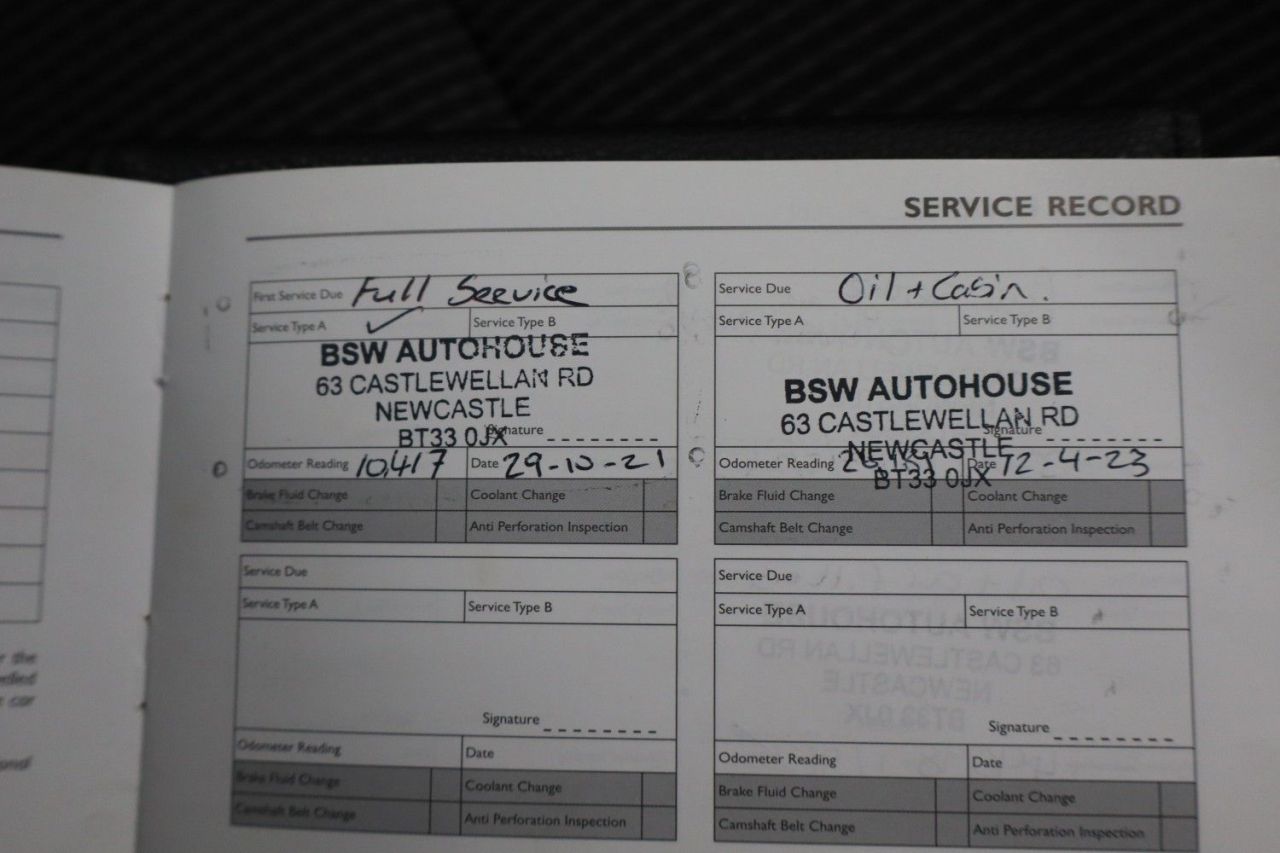 SERVICE RECORD
First Service Due Full Service
Service Type A ✓ Service Type B
BSW AUTOHOUSE
63 CASTLEWELLAN RD
NEWCASTLE
BT33 0JX
Signature
Odometer Reading 10,417 Date 29-10-21
Brake Fluid Change Coolant Change
Camshaft Belt Change Anti Perforation Inspection
Service Due Oil + Cabin.
Service Type A Service Type B
BSW AUTOHOUSE
63 CASTLEWELLAN RD
NEWCASTLE
BT33 0JX
Signature
Odometer Reading Date 12-4-23
Brake Fluid Change Coolant Change
Camshaft Belt Change Anti Perforation Inspection
Service Due
Service Type A Service Type B
Signature
Odometer Reading Date
Brake Fluid Change Coolant Change
Camshaft Belt Change Anti Perforation Inspection
Service Due
Service Type A Service Type B
Signature
Odometer Reading Date
Brake Fluid Change Coolant Change
Camshaft Belt Change Anti Perforation Inspection
r the
car